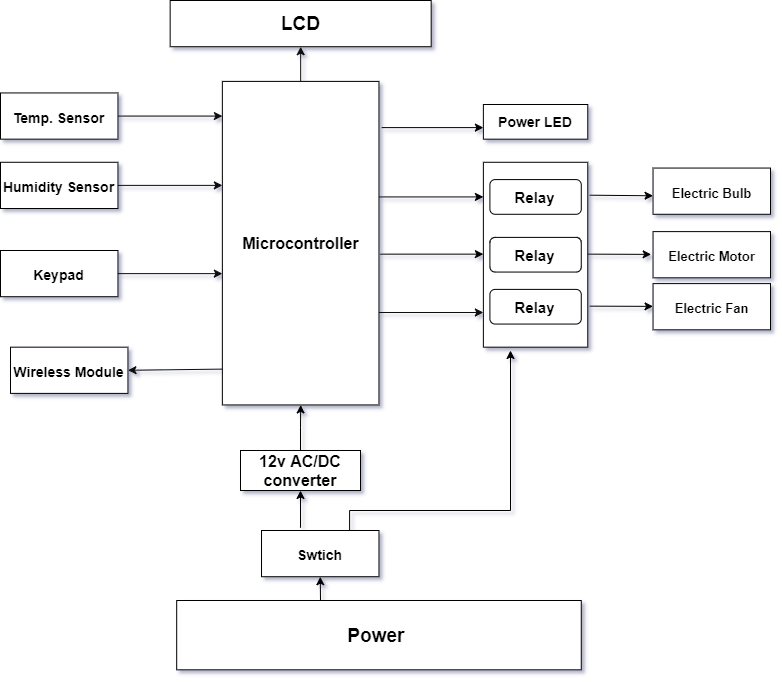 LCD
Temp. Sensor
Humidity Sensor
Keypad
Wireless Module
Microcontroller
Power LED
Relay
Relay
Relay
Electric Bulb
Electric Motor
Electric Fan
12v AC/DC
converter
Swtich
Power